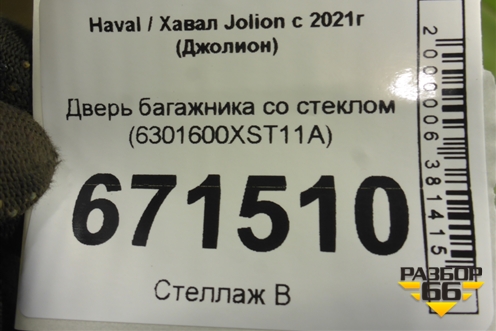 Haval / Хавал Jolion с 2021г
(Джолион)
Дверь багажника со стеклом
(6301600XST11A)
671510
Стеллаж В
2000006381415
РАЗБОР
66